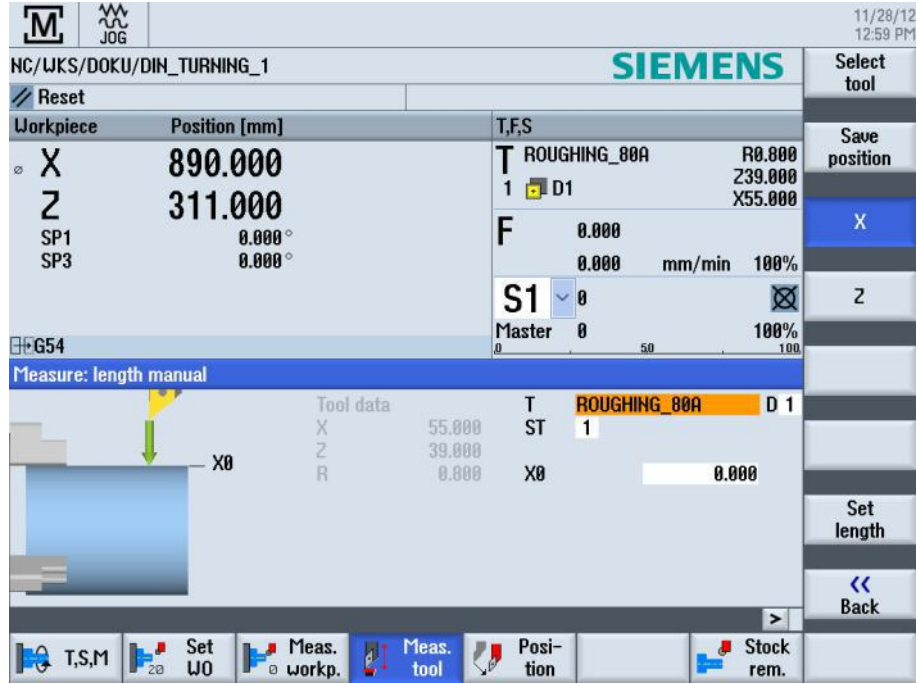 M
JOG
11/28/12
12:59 PM
NC/WKS/DOKU/DIN_TURNING_1
SIEMENS
Select
tool
Reset
Workpiece Position [mm]
T,F,S
Save
position
⌀ X 890.000
Z 311.000
SP1 0.000 °
SP3 0.000 °
T ROUGHING_80A R0.800
1 D1 Z39.000
X55.000
F 0.000
0.000 mm/min 100%
X
S1 0
Master 0 100%
0 50 100
Z
G54
Measure: length manual
Tool data
X 55.000
Z 39.000
R 0.800
X0
T ROUGHING_80A D 1
ST 1
X0 0.000
Set
length
<<
Back
>
T,S,M
Set
WO
Meas.
workp.
Meas.
tool
Posi-
tion
Stock
rem.